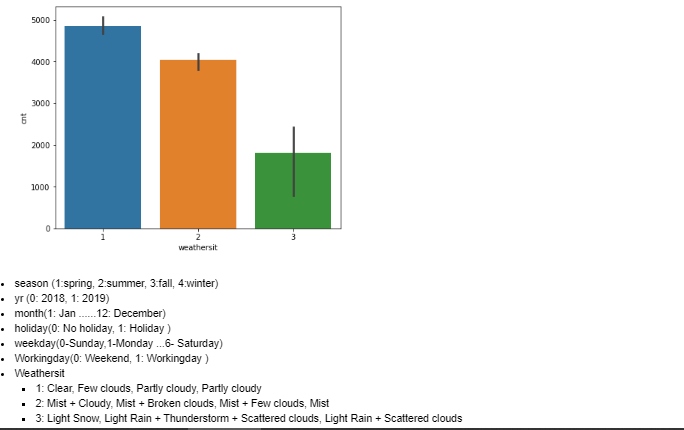 5000
4000
3000
2000
1000
0
cnt
1 2 3
weathersit
season (1:spring, 2:summer, 3:fall, 4:winter)
yr (0: 2018, 1: 2019)
month(1: Jan ......12: December)
holiday(0: No holiday, 1: Holiday )
weekday(0-Sunday,1-Monday ...6- Saturday)
Workingday(0: Weekend, 1: Workingday )
Weathersit
1: Clear, Few clouds, Partly cloudy, Partly cloudy
2: Mist + Cloudy, Mist + Broken clouds, Mist + Few clouds, Mist
3: Light Snow, Light Rain + Thunderstorm + Scattered clouds, Light Rain + Scattered clouds